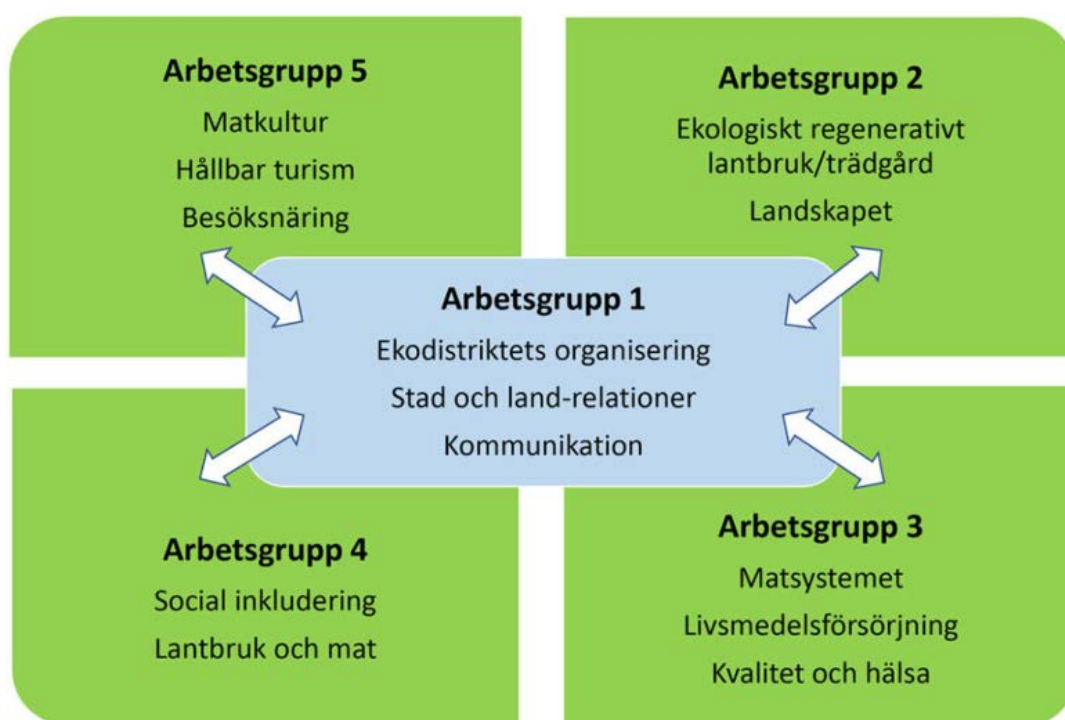 Arbetsgrupp 5
Matkultur
Hållbar turism
Besöksnäring
Arbetsgrupp 2
Ekologiskt regenerativt
lantbruk/trädgård
Landskapet
Arbetsgrupp 1
Ekodistriktets organisering
Stad och land-relationer
Kommunikation
Arbetsgrupp 4
Social inkludering
Lantbruk och mat
Arbetsgrupp 3
Matsystemet
Livsmedelsförsörjning
Kvalitet och hälsa